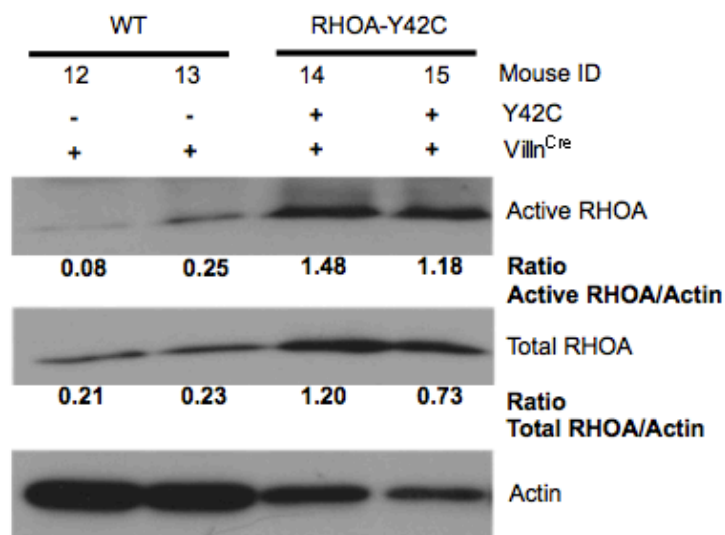 WT RHOA-Y42C
12 13 14 15 Mouse ID
- - + + Y42C
+ + + + Villn^Cre
Active RHOA
0.08 0.25 1.48 1.18 Ratio
Active RHOA/Actin
Total RHOA
0.21 0.23 1.20 0.73 Ratio
Total RHOA/Actin
Actin